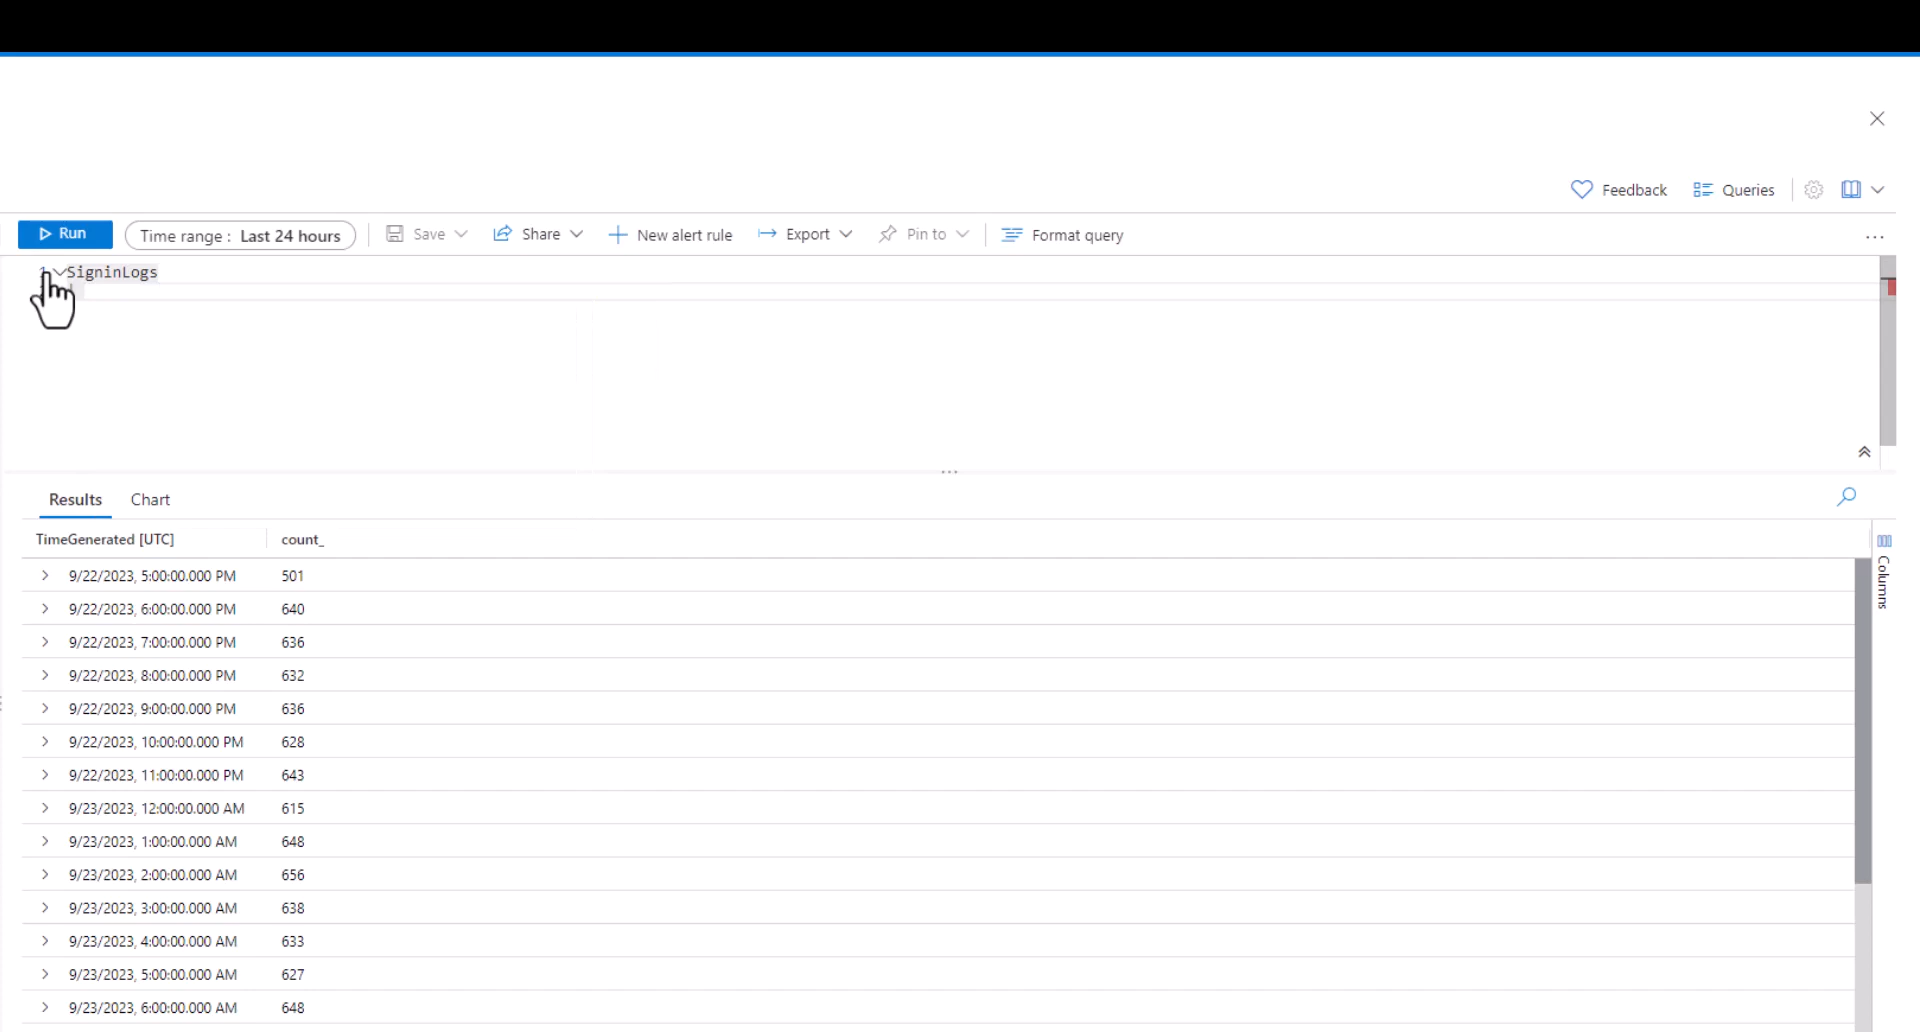 Feedback
Queries
Run
Time range : Last 24 hours
Save
Share
New alert rule
Export
Pin to
Format query
1
SigninLogs
|
Results
Chart
TimeGenerated [UTC] count_
9/22/2023, 5:00:00.000 PM 501
9/22/2023, 6:00:00.000 PM 640
9/22/2023, 7:00:00.000 PM 636
9/22/2023, 8:00:00.000 PM 632
9/22/2023, 9:00:00.000 PM 636
9/22/2023, 10:00:00.000 PM 628
9/22/2023, 11:00:00.000 PM 643
9/23/2023, 12:00:00.000 AM 615
9/23/2023, 1:00:00.000 AM 648
9/23/2023, 2:00:00.000 AM 656
9/23/2023, 3:00:00.000 AM 638
9/23/2023, 4:00:00.000 AM 633
9/23/2023, 5:00:00.000 AM 627
9/23/2023, 6:00:00.000 AM 648
Columns